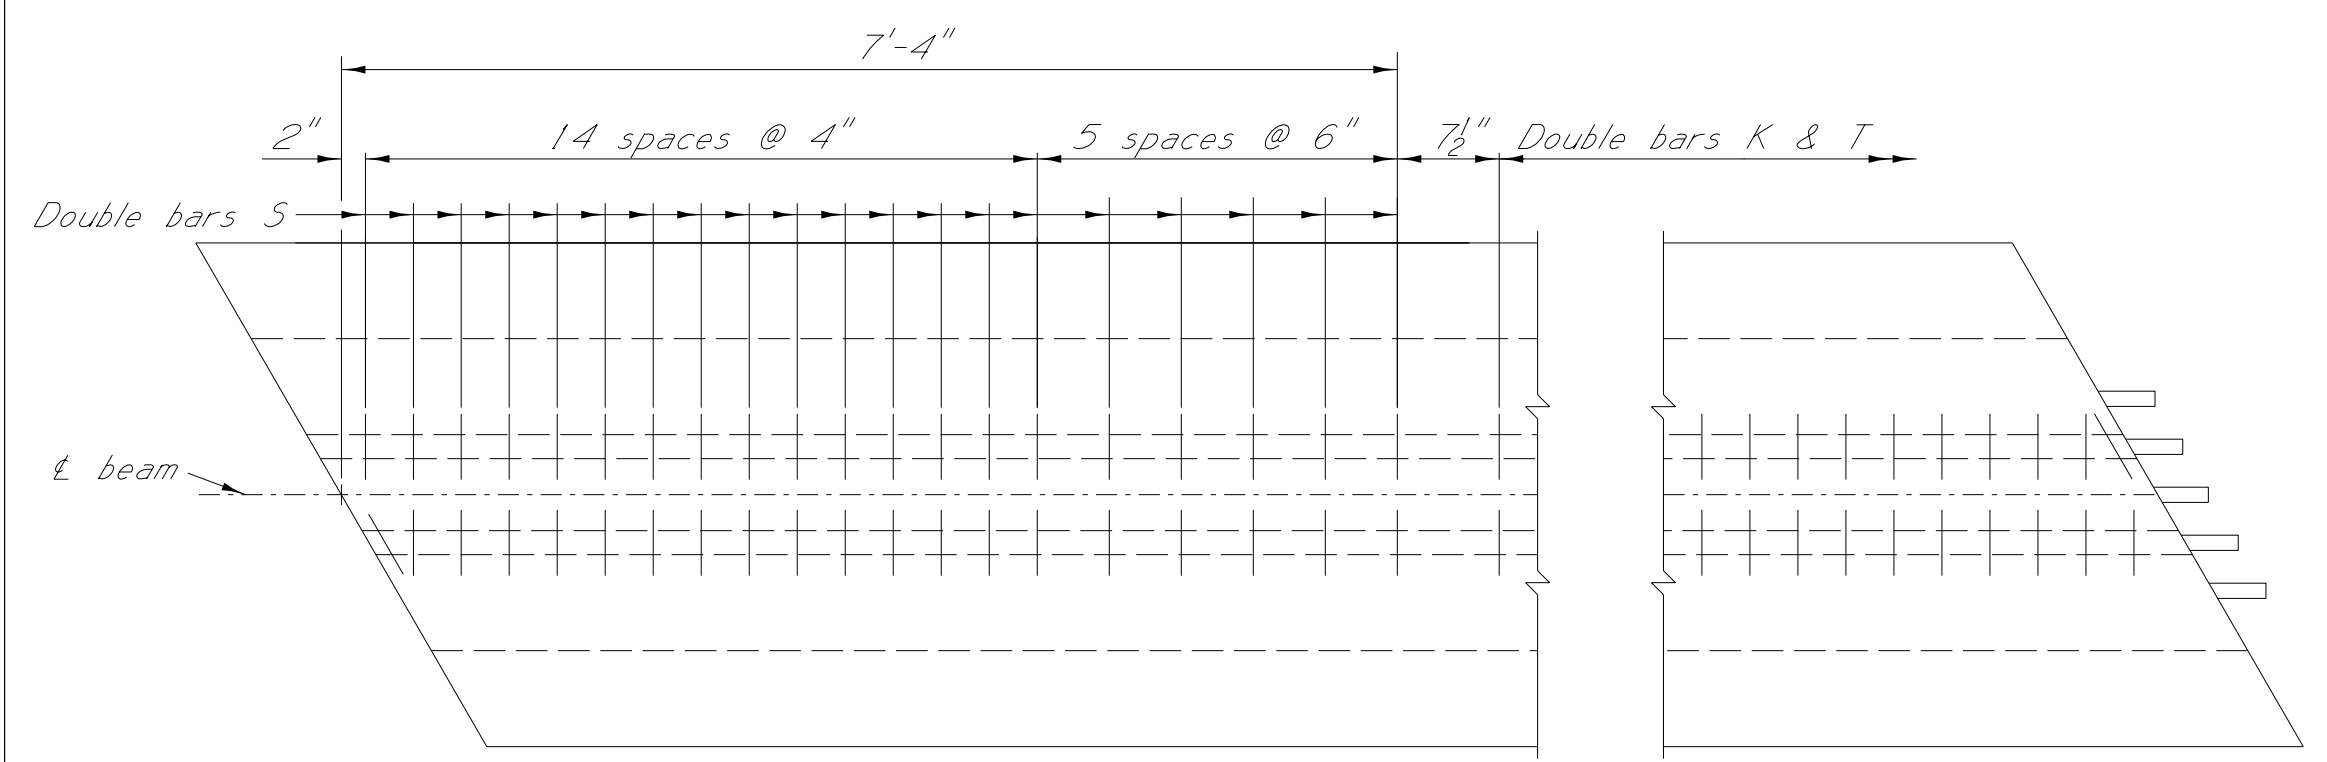 7'-4"
2" 14 spaces @ 4" 5 spaces @ 6" 7½" Double bars K & T
Double bars S
℄ beam